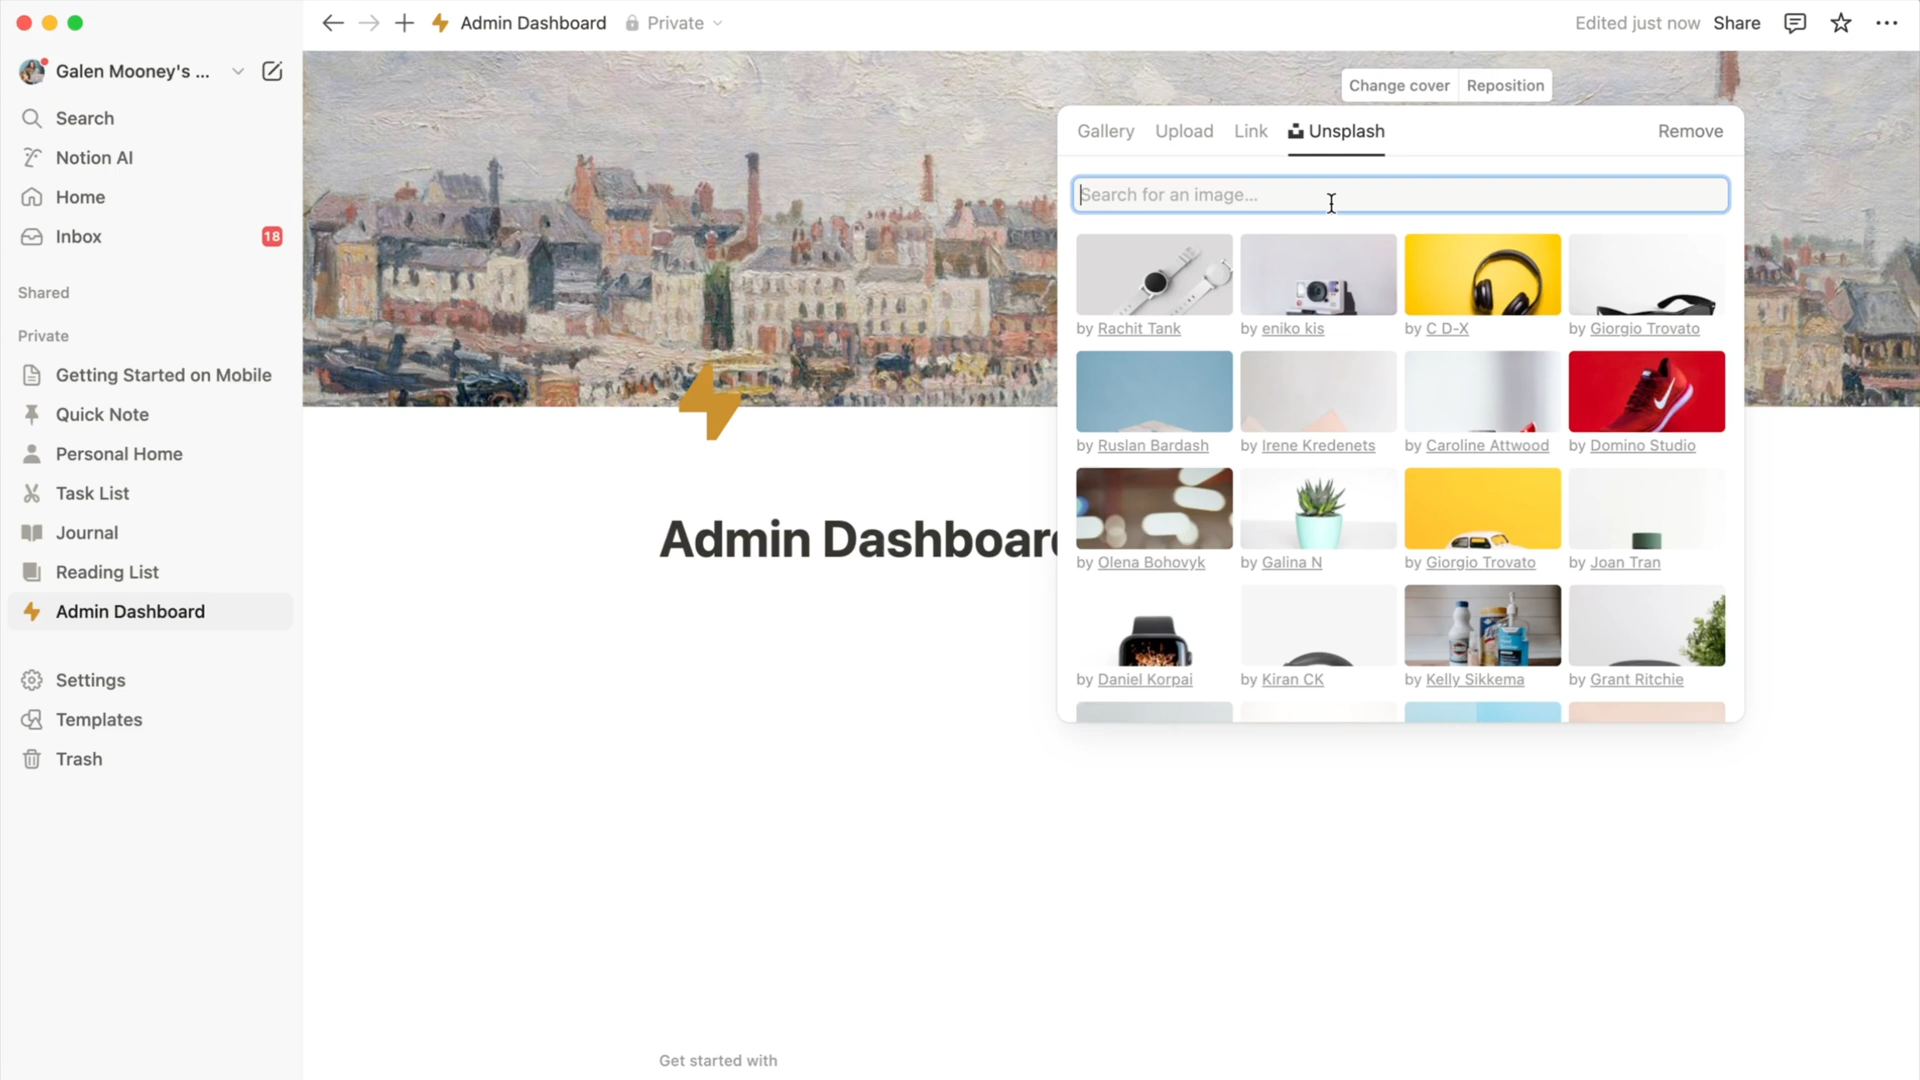 Admin Dashboard Private
Edited just now Share
Galen Mooney's ...
Search
Notion AI
Home
Inbox 18
Shared
Private
Getting Started on Mobile
Quick Note
Personal Home
Task List
Journal
Reading List
Admin Dashboard
Settings
Templates
Trash
Change cover Reposition
Gallery Upload Link Unsplash Remove
Search for an image...
by Rachit Tank by eniko kis by C D-X by Giorgio Trovato
by Ruslan Bardash by Irene Kredenets by Caroline Attwood by Domino Studio
by Olena Bohovyk by Galina N by Giorgio Trovato by Joan Tran
by Daniel Korpai by Kiran CK by Kelly Sikkema by Grant Ritchie
Admin Dashboar
Get started with